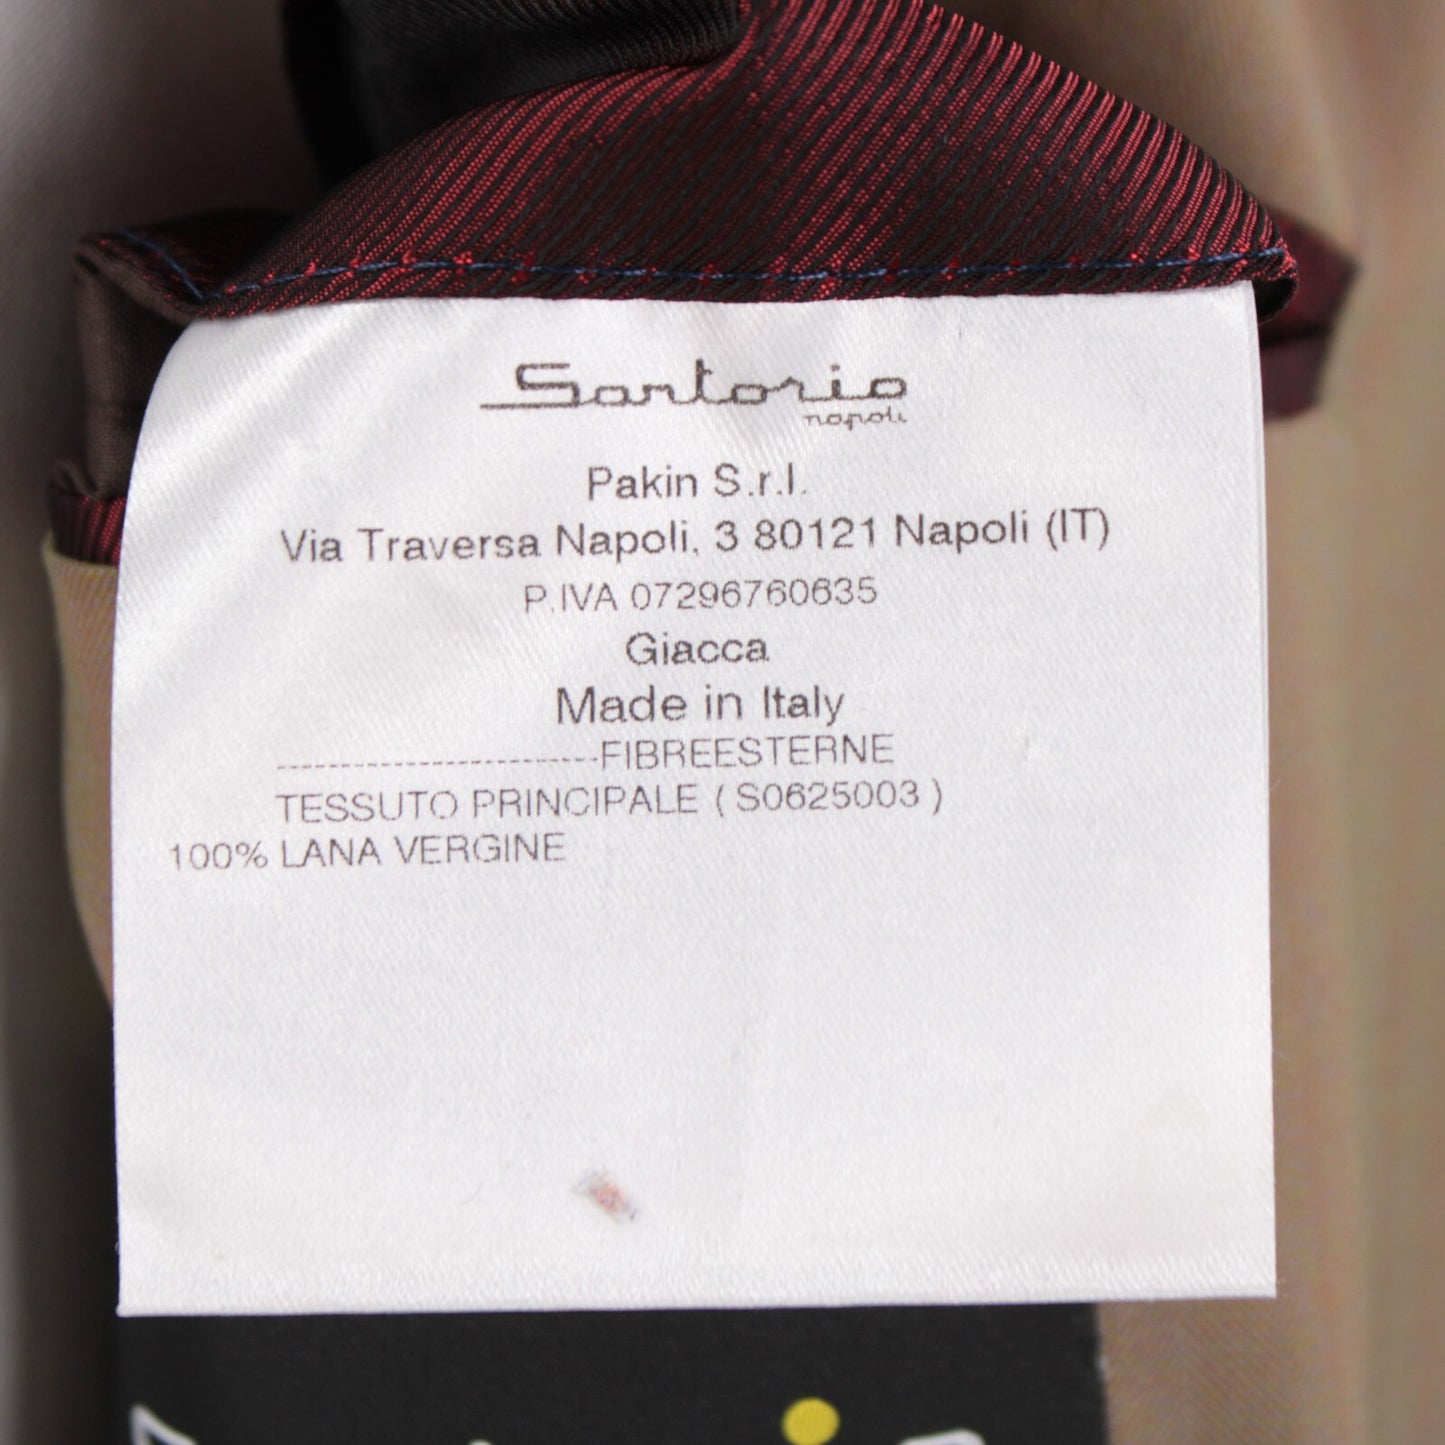 Sartorio
napoli
Pakin S.r.l.
Via Traversa Napoli, 3 80121 Napoli (IT)
P.IVA 07296760635
Giacca
Made in Italy
-------------------------FIBREESTERNE
TESSUTO PRINCIPALE ( S0625003 )
100% LANA VERGINE